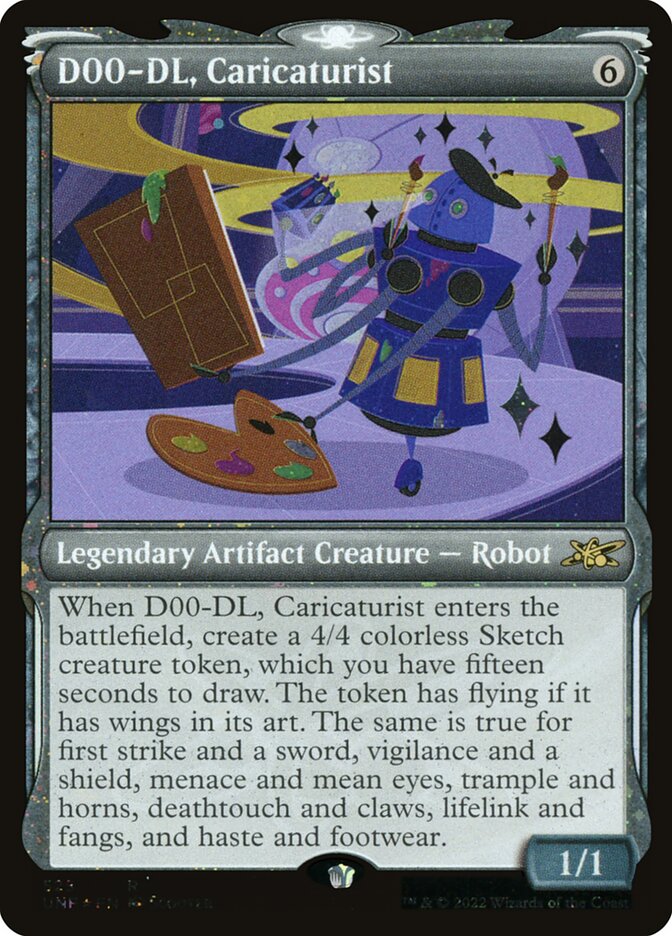 D00-DL, Caricaturist
6
Legendary Artifact Creature — Robot
When D00-DL, Caricaturist enters the
battlefield, create a 4/4 colorless Sketch
creature token, which you have fifteen
seconds to draw. The token has flying if it
has wings in its art. The same is true for
first strike and a sword, vigilance and a
shield, menace and mean eyes, trample and
horns, deathtouch and claws, lifelink and
fangs, and haste and footwear.
1/1
R
™ & © 2022 Wizards of the Coast